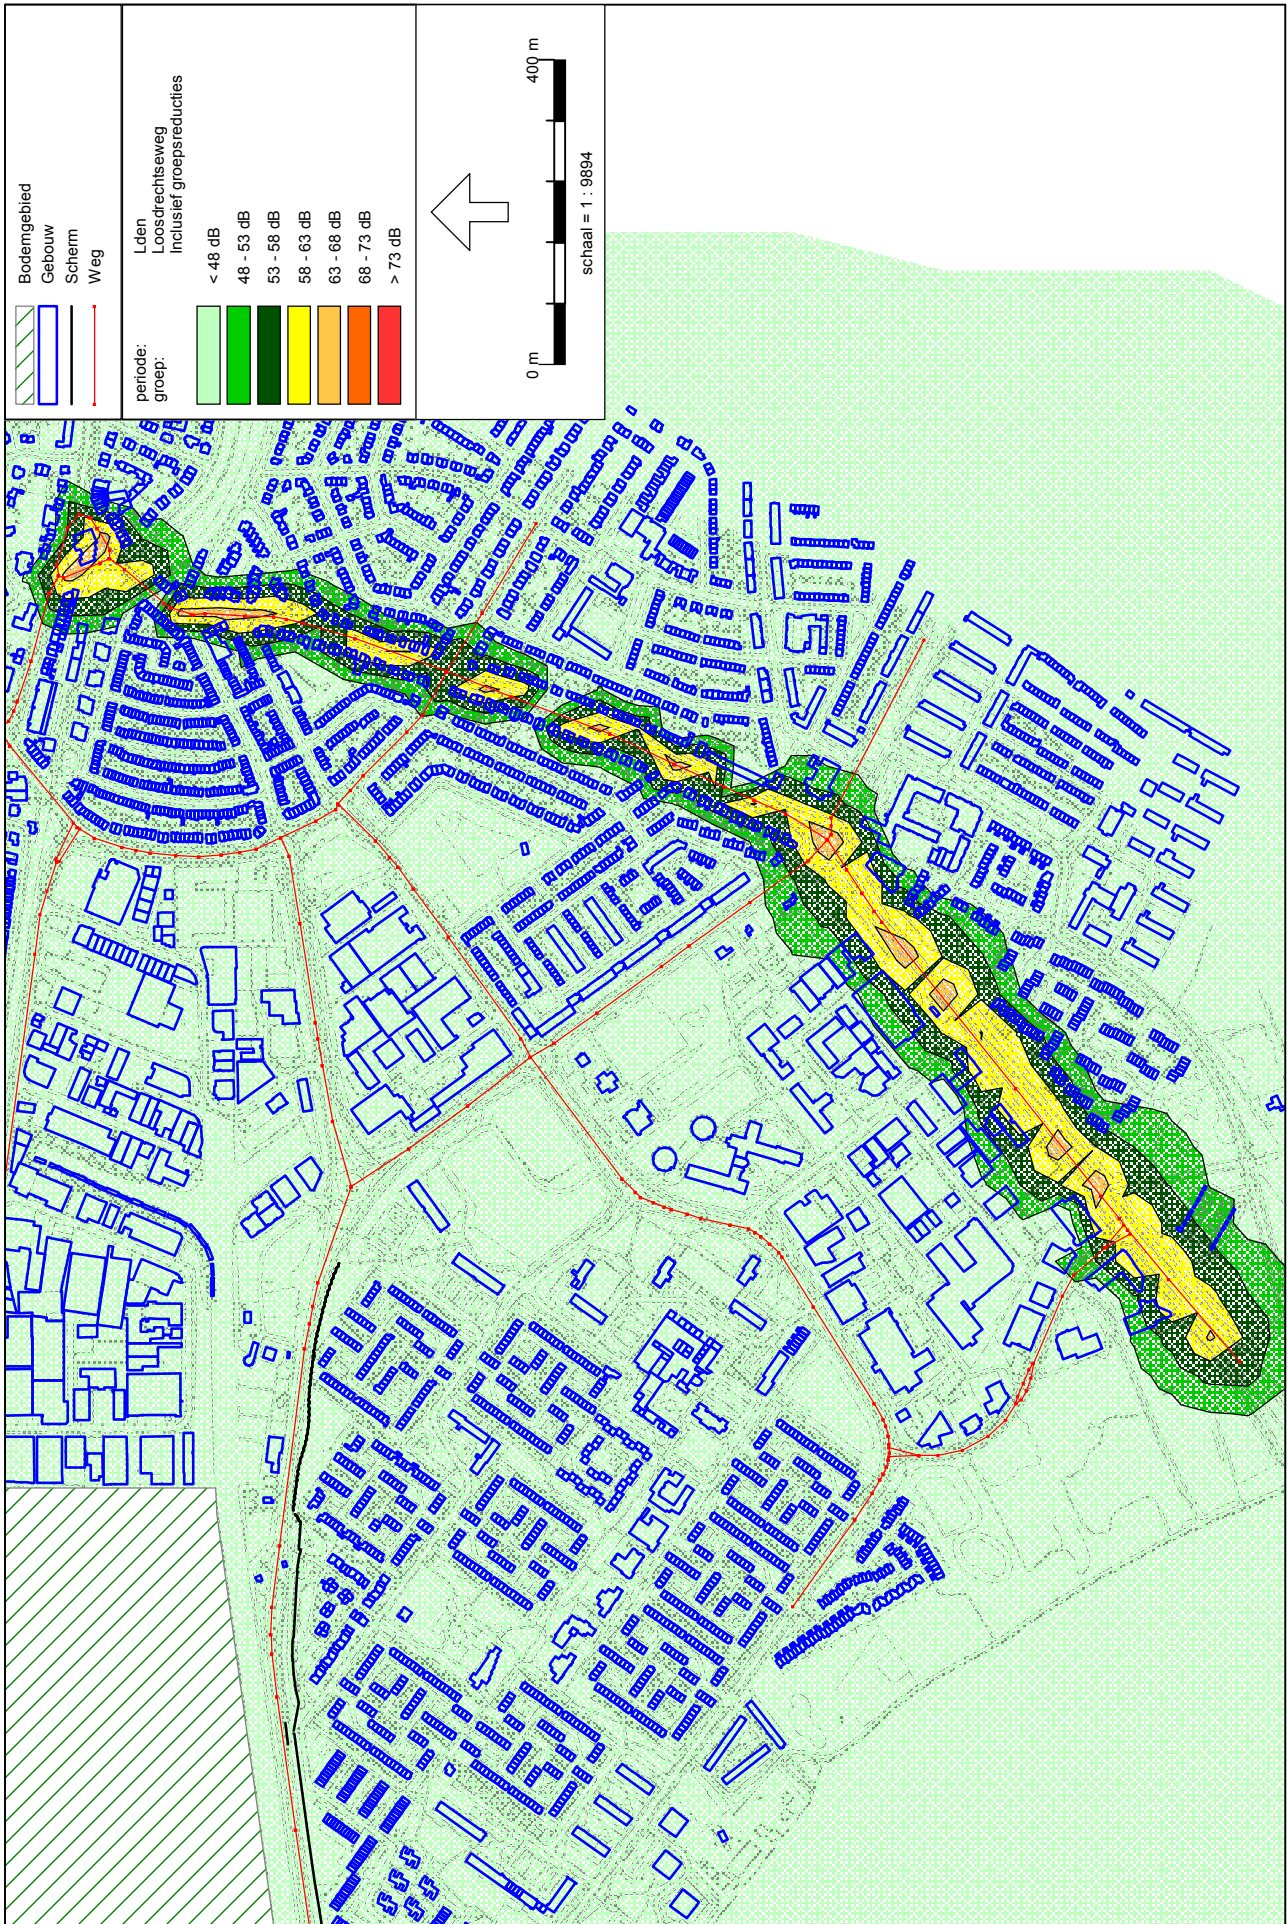 Bodemgebied
Gebouw
Scherm
Weg
periode: Lden
groep: Loosdrechtseweg
Inclusief groepsreducties
< 48 dB
48 - 53 dB
53 - 58 dB
58 - 63 dB
63 - 68 dB
68 - 73 dB
> 73 dB
0 m 400 m
schaal = 1 : 9894